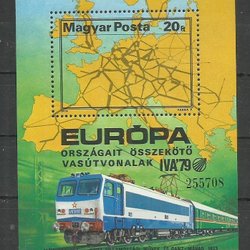 Magyar Posta 20Ft
EURÓPA
ORSZÁGAIT ÖSSZEKÖTŐ
VASÚTVONALAK IVA'79
255708